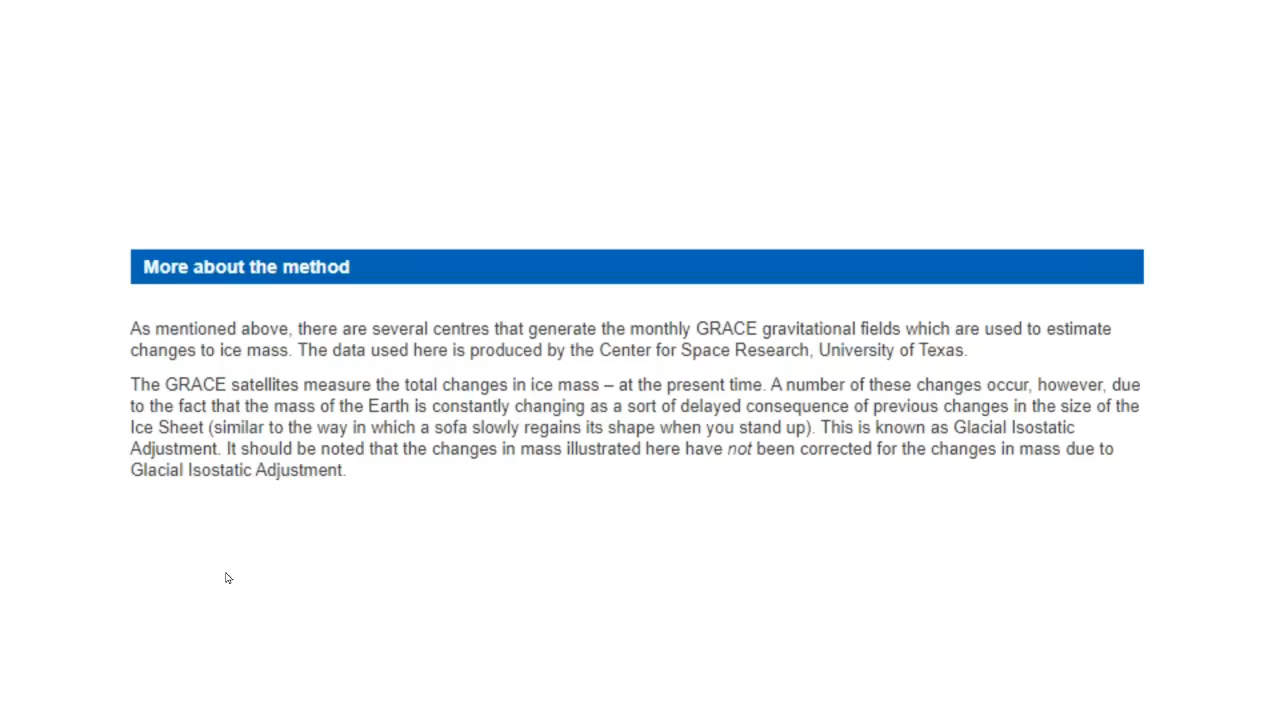 More about the method
As mentioned above, there are several centres that generate the monthly GRACE gravitational fields which are used to estimate
changes to ice mass. The data used here is produced by the Center for Space Research, University of Texas.
The GRACE satellites measure the total changes in ice mass – at the present time. A number of these changes occur, however, due
to the fact that the mass of the Earth is constantly changing as a sort of delayed consequence of previous changes in the size of the
Ice Sheet (similar to the way in which a sofa slowly regains its shape when you stand up). This is known as Glacial Isostatic
Adjustment. It should be noted that the changes in mass illustrated here have not been corrected for the changes in mass due to
Glacial Isostatic Adjustment.